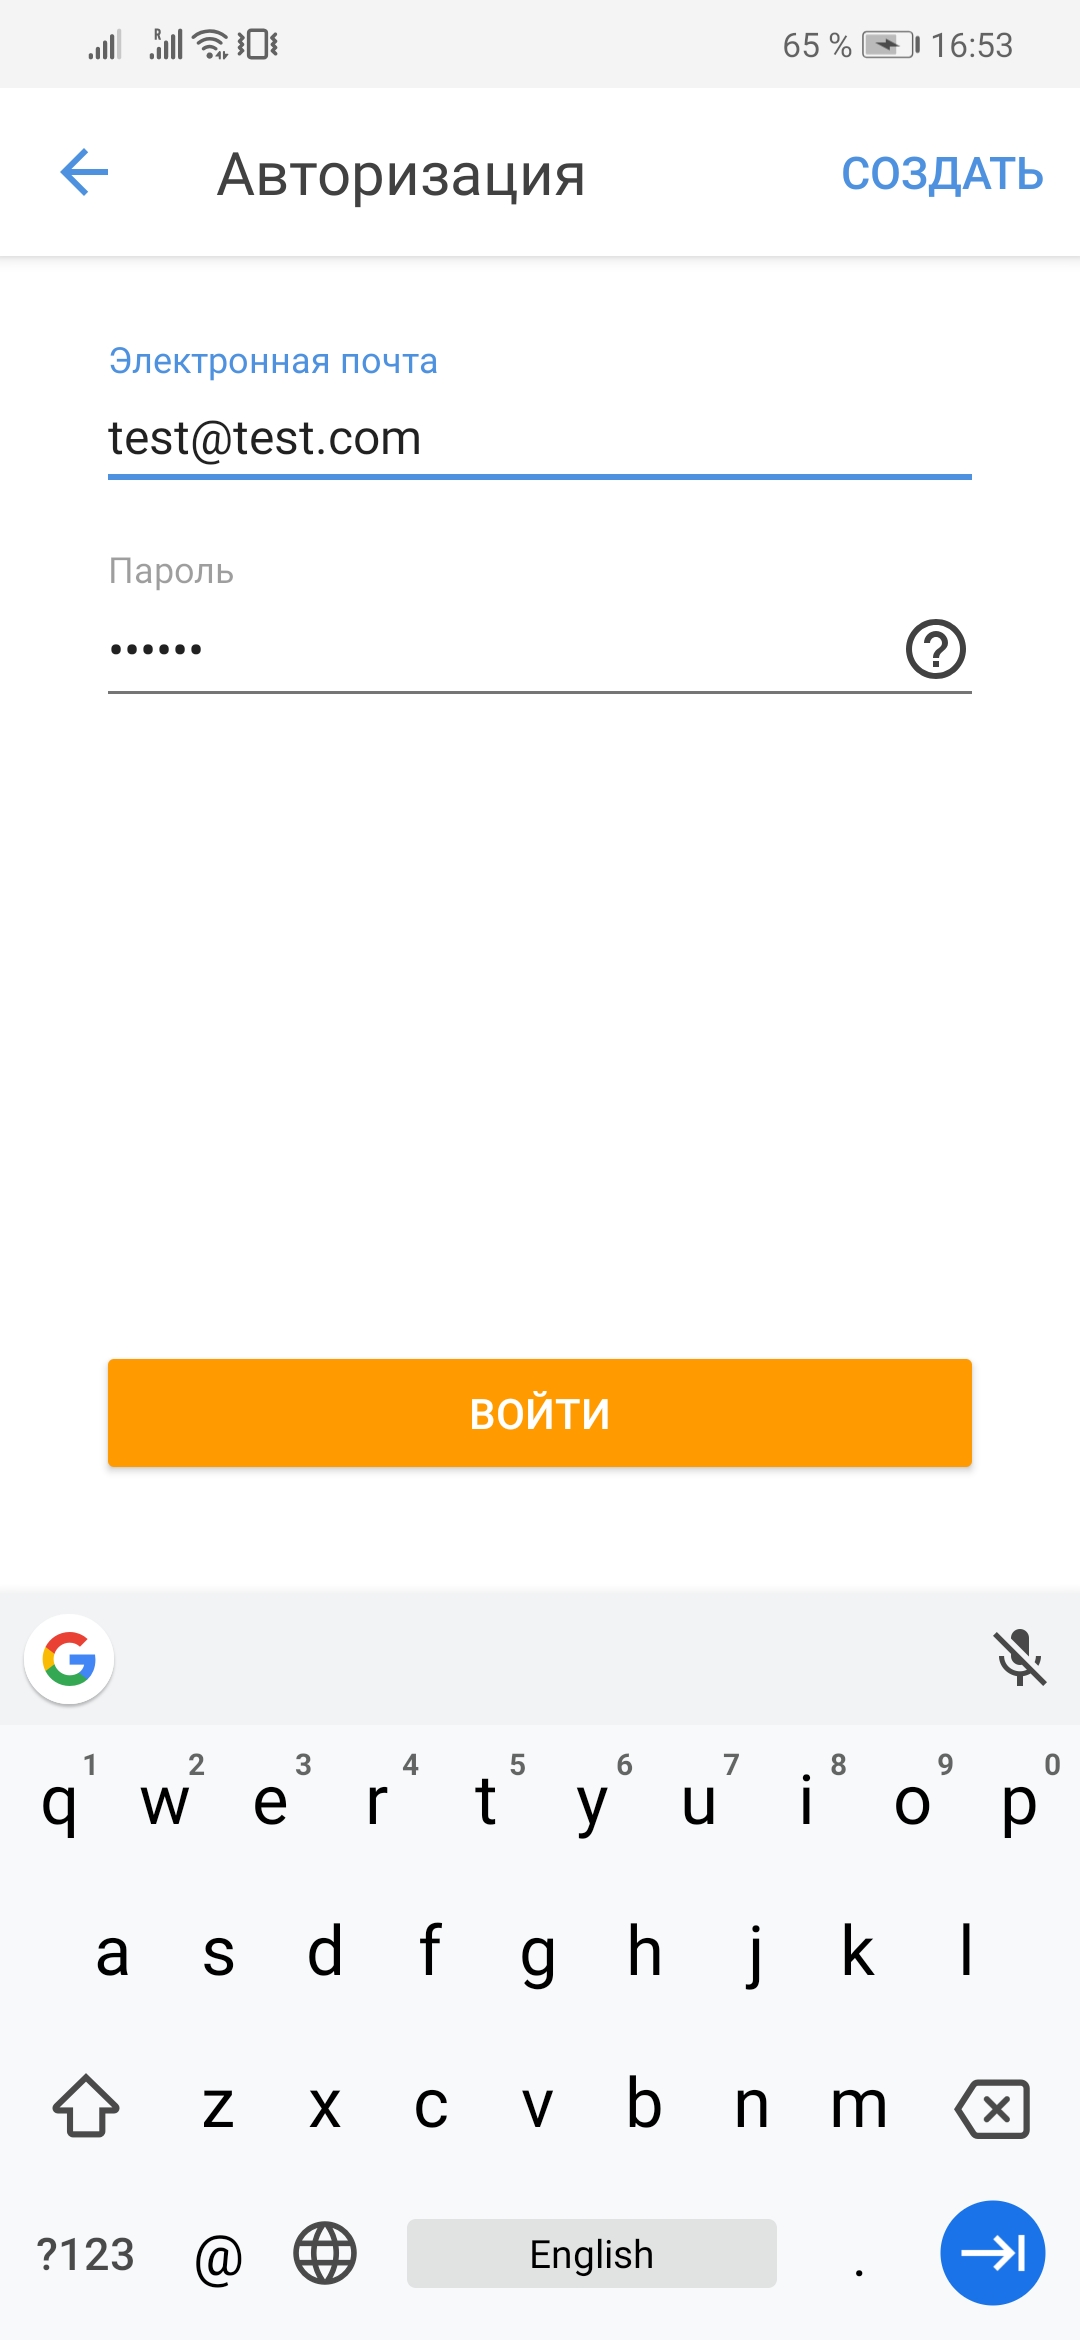 R 65 % 16:53
Авторизация СОЗДАТЬ
Электронная почта
test@test.com
Пароль
••••••
ВОЙТИ
G
1 2 3 4 5 6 7 8 9 0
q w e r t y u i o p
a s d f g h j k l
z x c v b n m
?123 @ English .